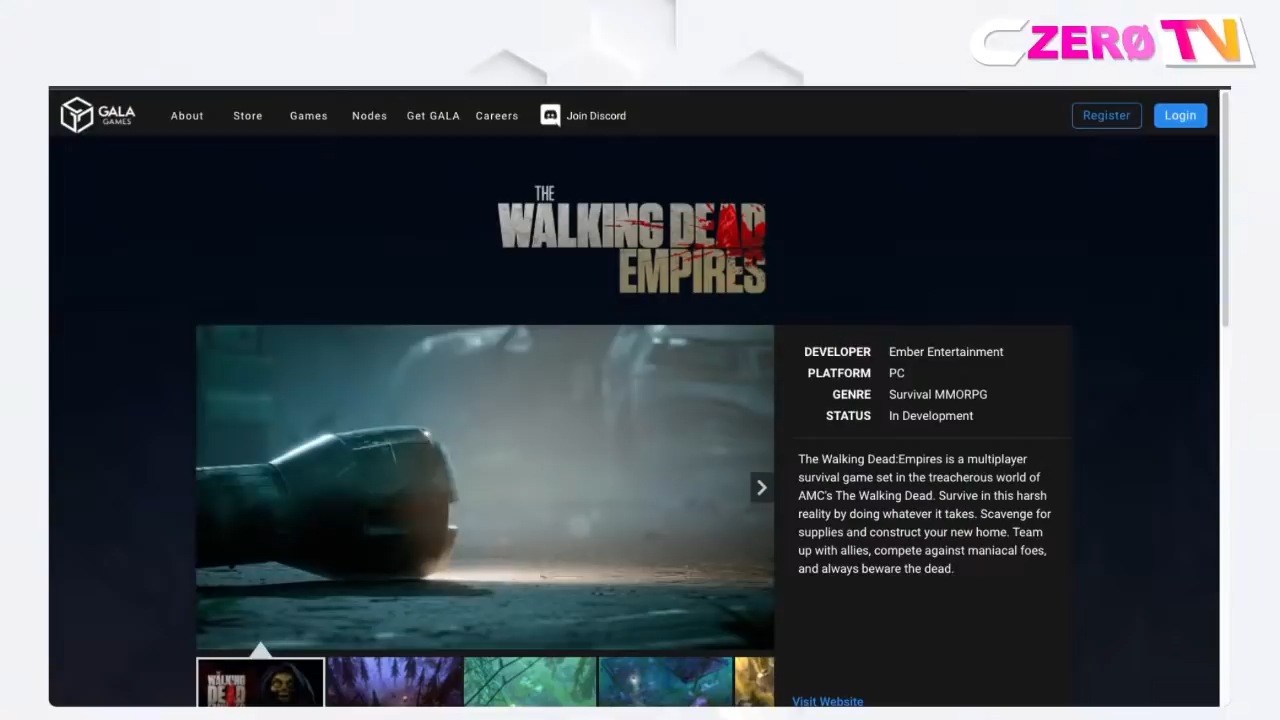 CZERØ TV
GALA
GAMES
About
Store
Games
Nodes
Get GALA
Careers
Join Discord
Register
Login
THE
WALKING DEAD
EMPIRES
DEVELOPER Ember Entertainment
PLATFORM PC
GENRE Survival MMORPG
STATUS In Development
The Walking Dead:Empires is a multiplayer
survival game set in the treacherous world of
AMC's The Walking Dead. Survive in this harsh
reality by doing whatever it takes. Scavenge for
supplies and construct your new home. Team
up with allies, compete against maniacal foes,
and always beware the dead.
WALKING
DEAD
Visit Website